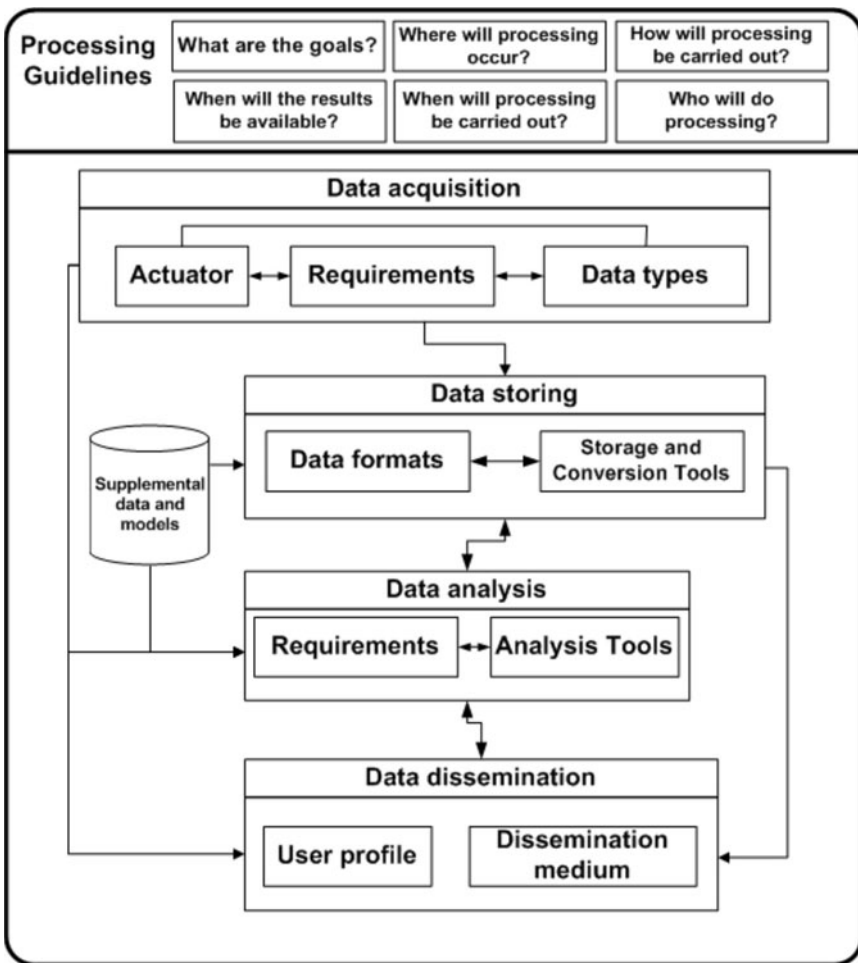 Processing
Guidelines
What are the goals?
Where will processing
occur?
How will processing
be carried out?
When will the results
be available?
When will processing
be carried out?
Who will do
processing?
Data acquisition
Actuator
Requirements
Data types
Data storing
Data formats
Storage and
Conversion Tools
Supplemental
data and
models
Data analysis
Requirements
Analysis Tools
Data dissemination
User profile
Dissemination
medium